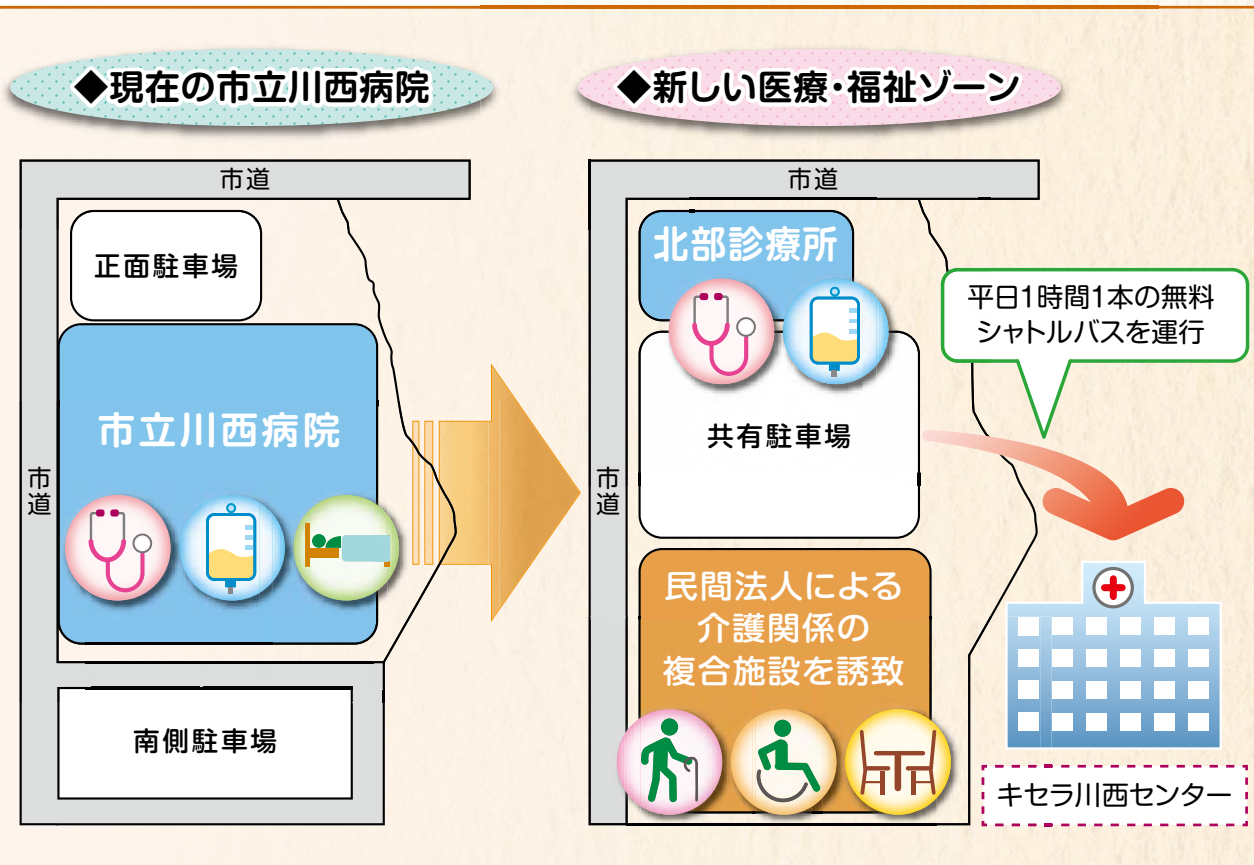 ◆現在の市立川西病院
市道
正面駐車場
市立川西病院
市道
南側駐車場
◆新しい医療・福祉ゾーン
市道
北部診療所
平日1時間1本の無料
シャトルバスを運行
共有駐車場
市道
民間法人による
介護関係の
複合施設を誘致
キセラ川西センター